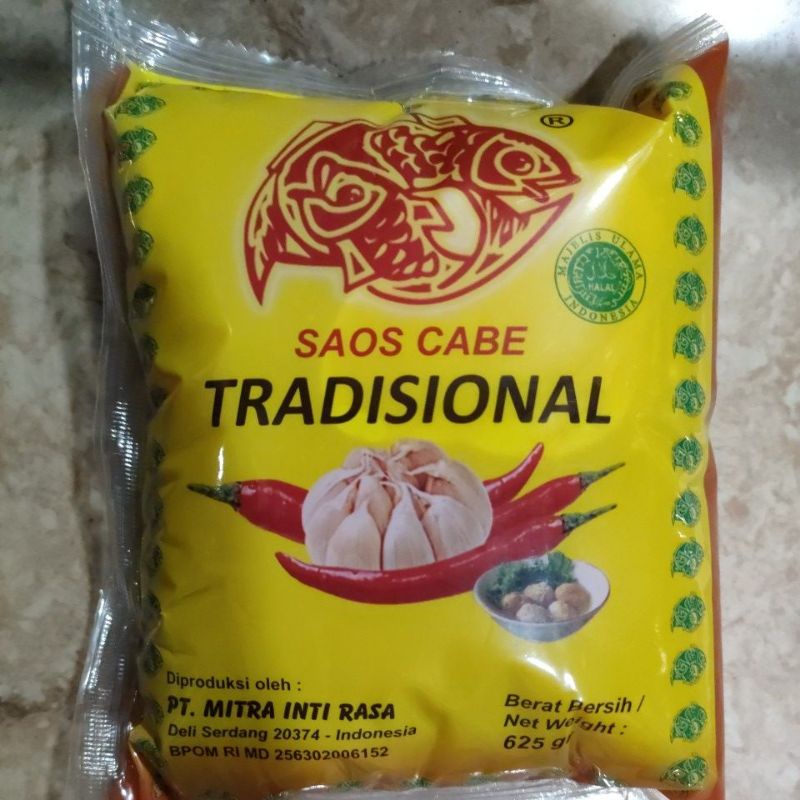 ®
MAJELIS ULAMA INDONESIA
حلال
HALAL
SAOS CABE
TRADISIONAL
Diproduksi oleh :
PT. MITRA INTI RASA
Deli Serdang 20374 - Indonesia
BPOM RI MD 256302006152
Berat Bersih /
Net Weight :
625 g